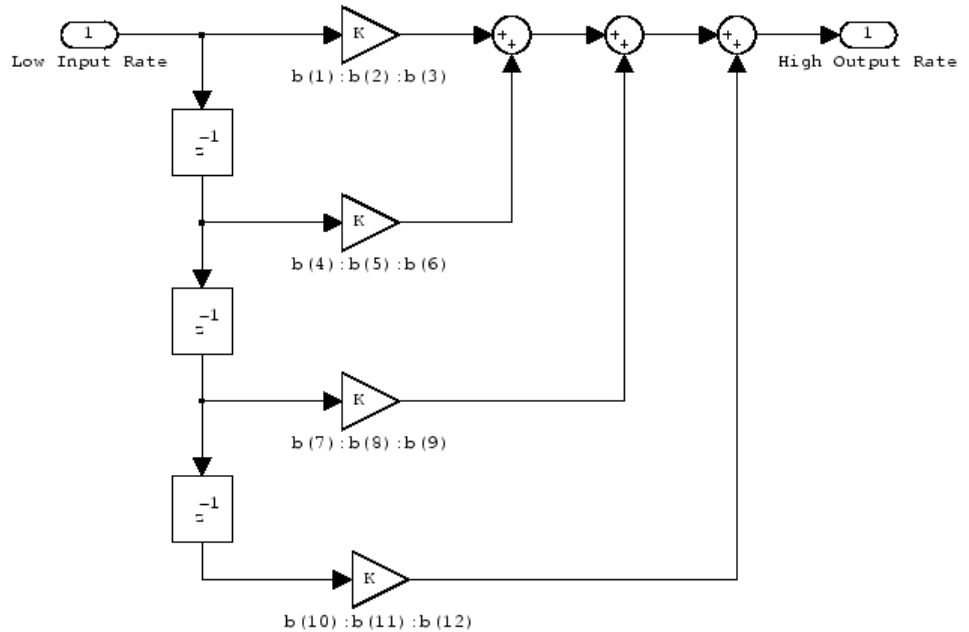 1
K
1
Low Input Rate
b(1):b(2):b(3)
High Output Rate
+
+
+
+
+
+
z⁻¹
K
b(4):b(5):b(6)
z⁻¹
K
b(7):b(8):b(9)
z⁻¹
K
b(10):b(11):b(12)